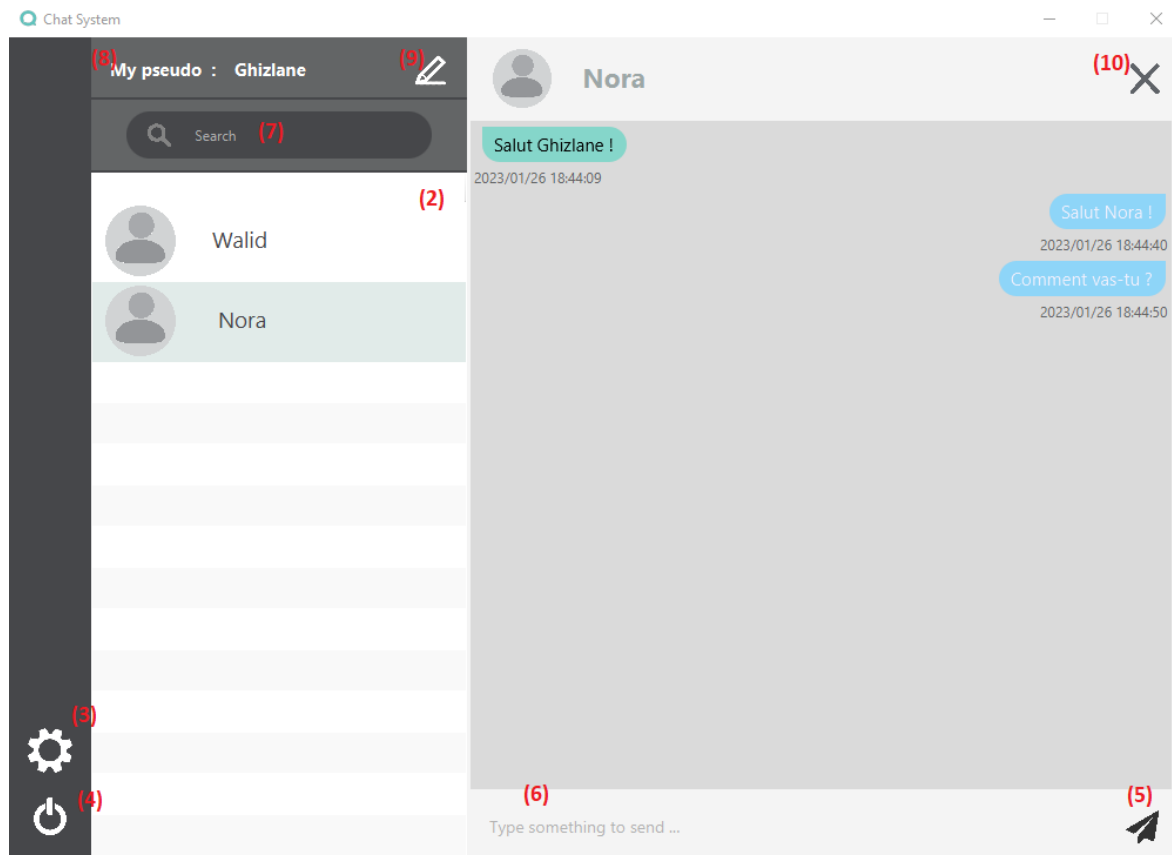 Chat System
(8) My pseudo : Ghizlane (9)
(7) Search
(2)
Walid
Nora
(3)
(4)
Nora (10)
Salut Ghizlane !
2023/01/26 18:44:09
Salut Nora !
2023/01/26 18:44:40
Comment vas-tu ?
2023/01/26 18:44:50
(6) (5)
Type something to send ...